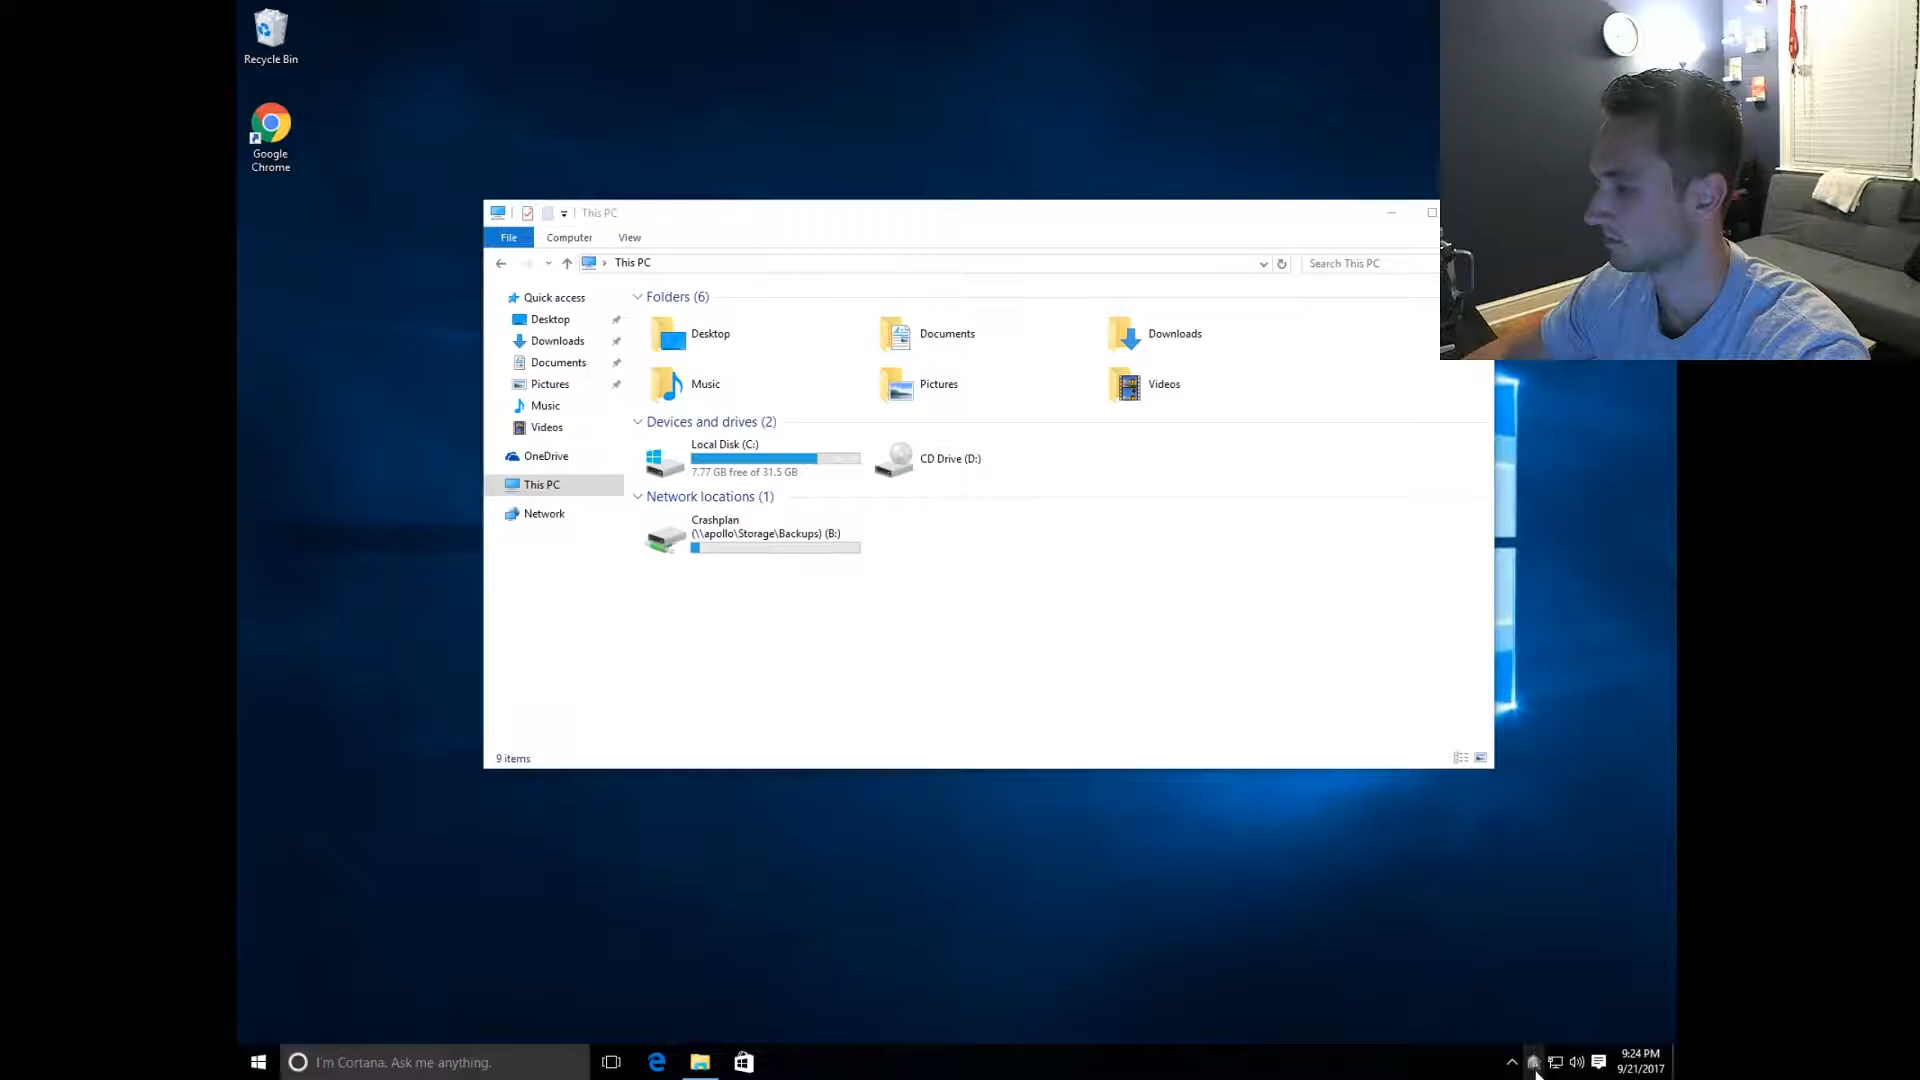 Recycle Bin
Google
Chrome
This PC
File
Computer
View
This PC
Search This PC
Quick access
Desktop
Downloads
Documents
Pictures
Music
Videos
OneDrive
This PC
Network
Folders (6)
Desktop
Documents
Downloads
Music
Pictures
Videos
Devices and drives (2)
Local Disk (C:)
7.77 GB free of 31.5 GB
CD Drive (D:)
Network locations (1)
Crashplan
(\\apollo\Storage\Backups) (B:)
9 items
I'm Cortana. Ask me anything.
9:24 PM
9/21/2017